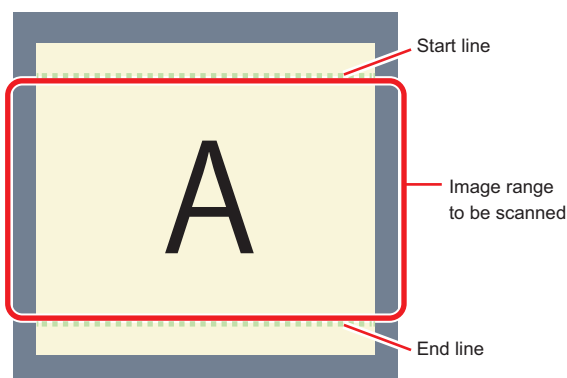 Start line
A
Image range
to be scanned
End line